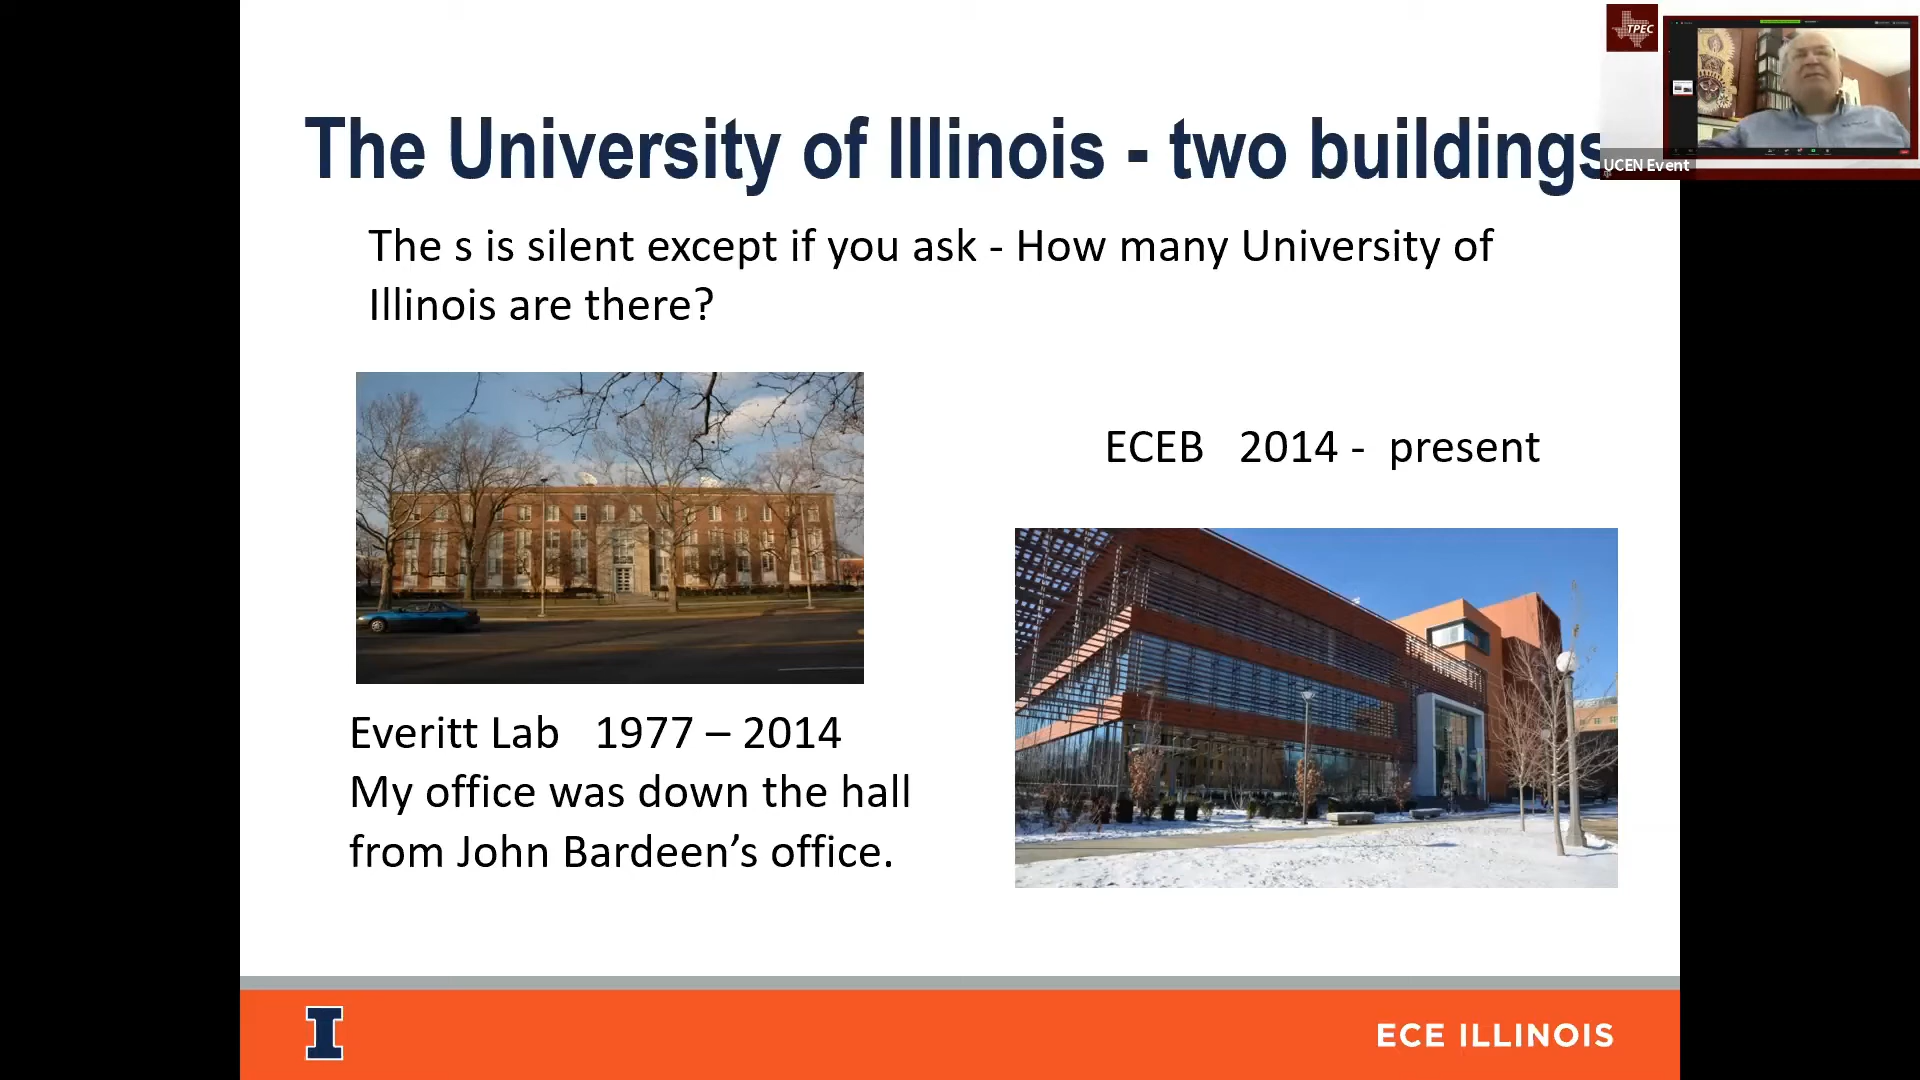 The University of Illinois - two buildings
The s is silent except if you ask - How many University of
Illinois are there?
ECEB 2014 - present
Everitt Lab 1977 – 2014
My office was down the hall
from John Bardeen’s office.
I
ECE ILLINOIS
TPEC
UCEN Event